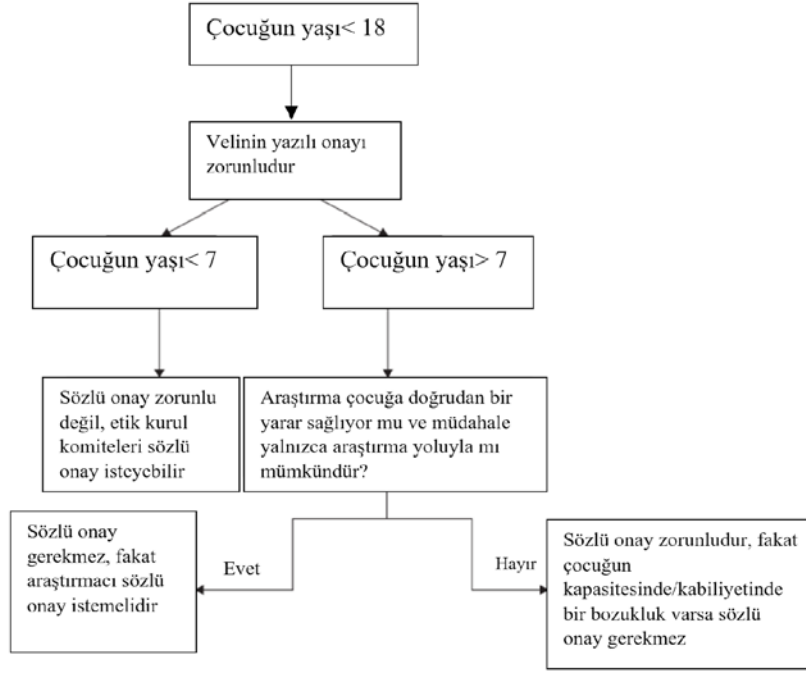 Çocuğun yaşı< 18
Velinin yazılı onayı
zorunludur
Çocuğun yaşı< 7
Çocuğun yaşı> 7
Sözlü onay zorunlu
değil, etik kurul
komiteleri sözlü
onay isteyebilir
Araştırma çocuğa doğrudan bir
yarar sağlıyor mu ve müdahale
yalnızca araştırma yoluyla mı
mümkündür?
Sözlü onay
gerekmez, fakat
araştırmacı sözlü
onay istemelidir
Evet
Hayır
Sözlü onay zorunludur, fakat
çocuğun
kapasitesinde/kabiliyetinde
bir bozukluk varsa sözlü
onay gerekmez